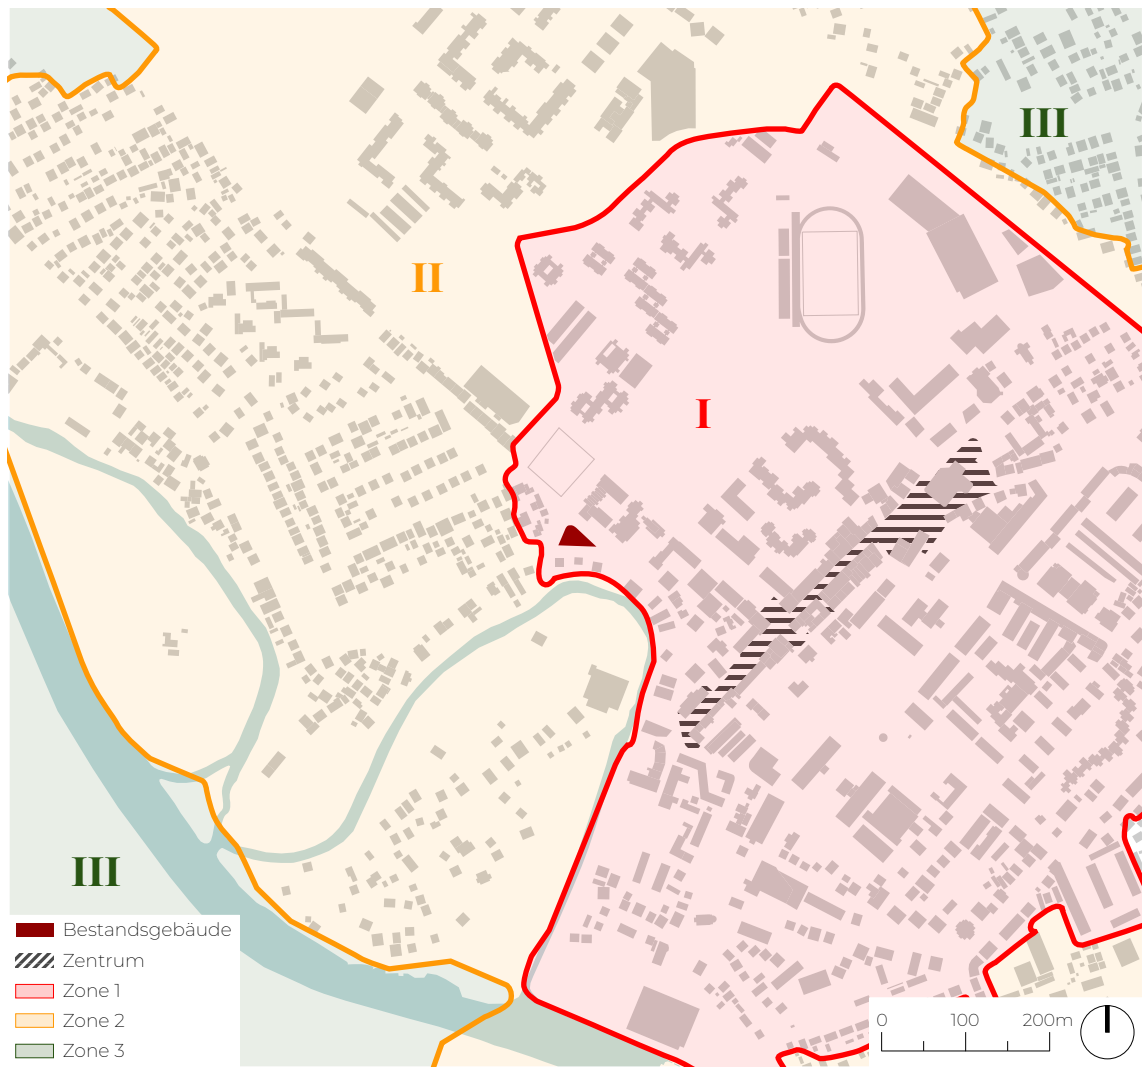 III
II
I
III
Bestandsgebäude
Zentrum
Zone 1
Zone 2
Zone 3
0 100 200m